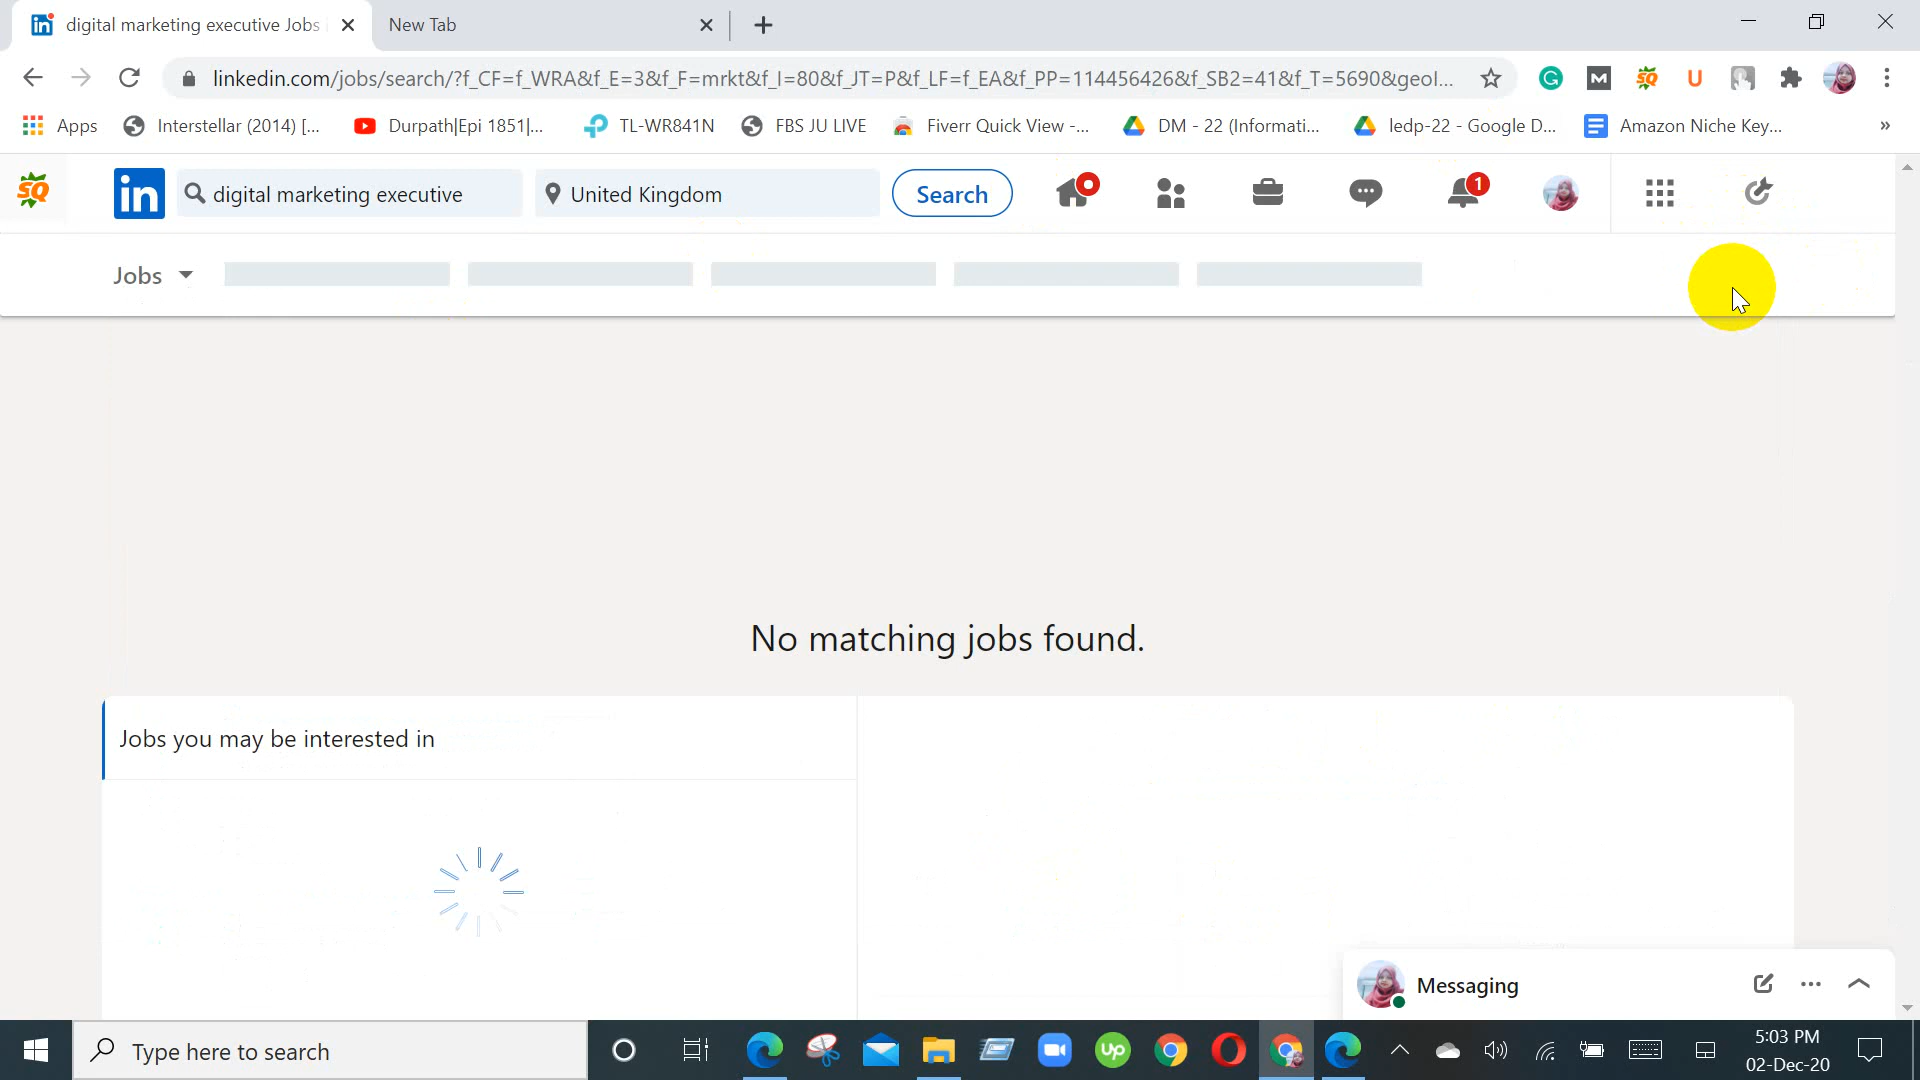 digital marketing executive Jobs
New Tab
linkedin.com/jobs/search/?f_CF=f_WRA&f_E=3&f_F=mrkt&f_I=80&f_JT=P&f_LF=f_EA&f_PP=114456426&f_SB2=41&f_T=5690&geol...
Apps
Interstellar (2014) [...
Durpath|Epi 1851|...
TL-WR841N
FBS JU LIVE
Fiverr Quick View -...
DM - 22 (Informati...
ledp-22 - Google D...
Amazon Niche Key...
»
SQ
in
digital marketing executive
United Kingdom
Search
1
Jobs
No matching jobs found.
Jobs you may be interested in
Messaging
Type here to search
up
5:03 PM
02-Dec-20